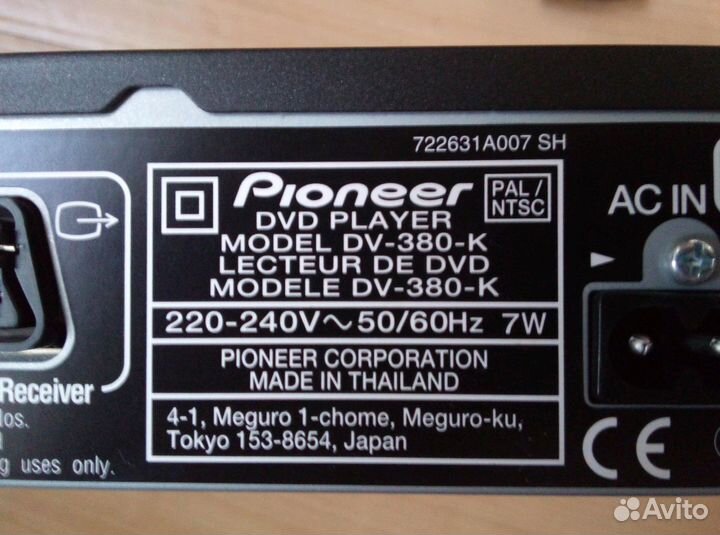 722631A007 SH
Pioneer
PAL /
NTSC
DVD PLAYER
MODEL DV-380-K
LECTEUR DE DVD
MODELE DV-380-K
220-240V～50/60Hz 7W
PIONEER CORPORATION
MADE IN THAILAND
4-1, Meguro 1-chome, Meguro-ku,
Tokyo 153-8654, Japan
AC IN
CE
Receiver
uses only.
Avito